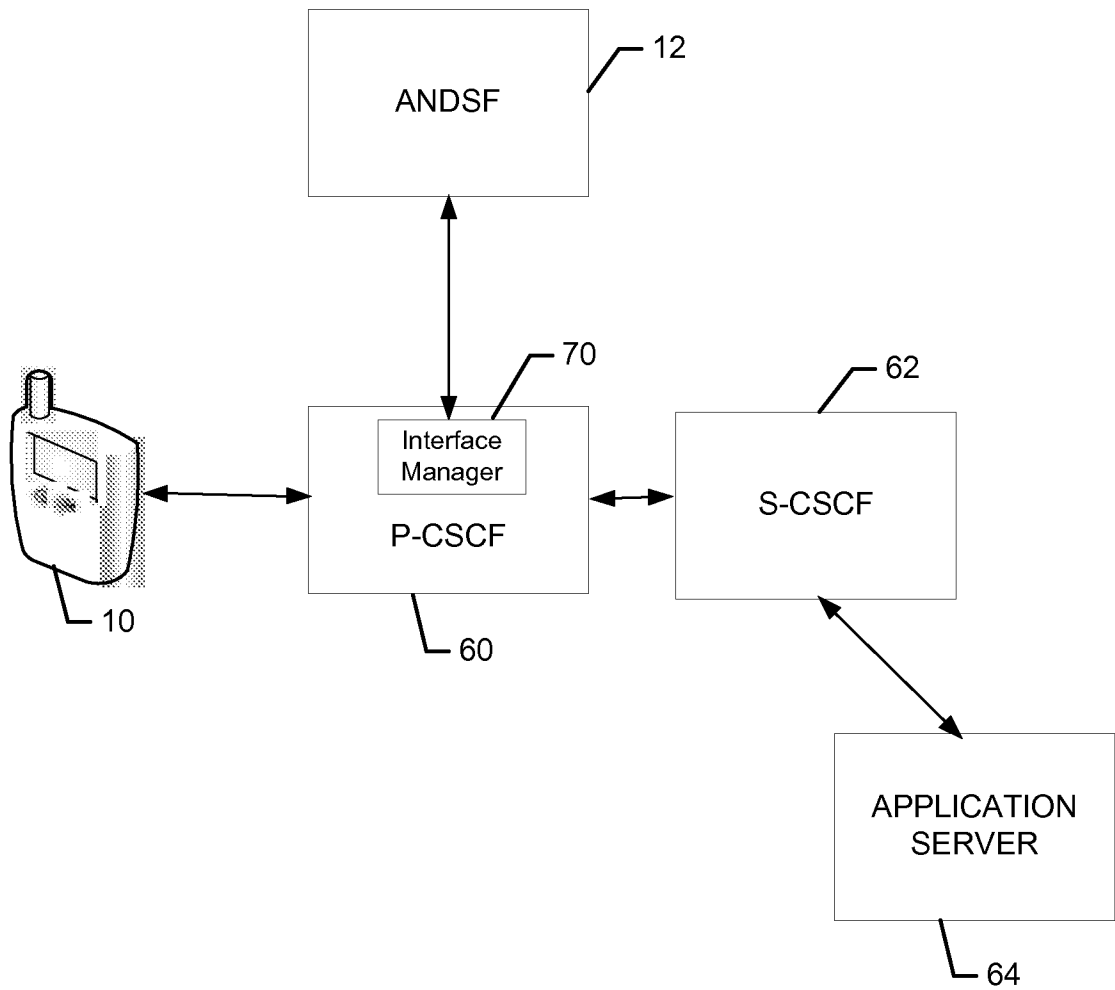 12
ANDSF
70
62
Interface
Manager
P-CSCF
S-CSCF
10
60
APPLICATION
SERVER
64